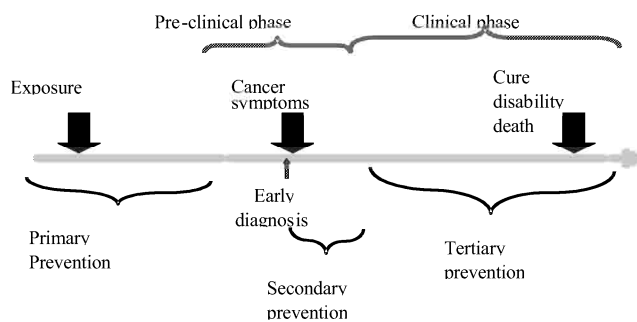 Pre-clinical phase
Clinical phase
Exposure
Cancer
symptoms
Cure
disability
death
Early
diagnosis
Primary
Prevention
Secondary
prevention
Tertiary
prevention